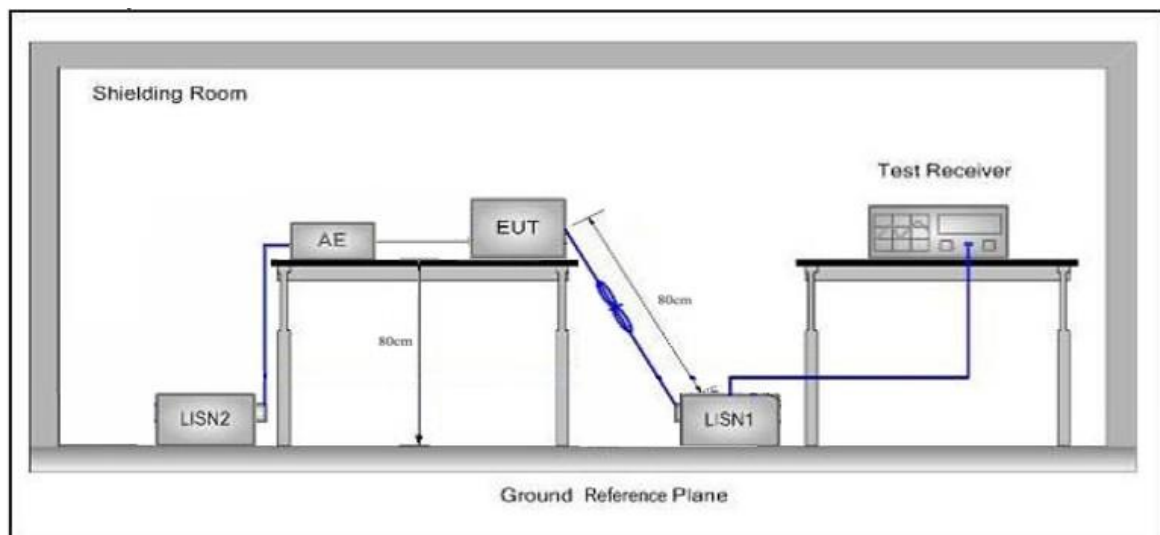 Shielding Room
Test Receiver
AE
EUT
80cm
80cm
LISN2
LISN1
Ground Reference Plane